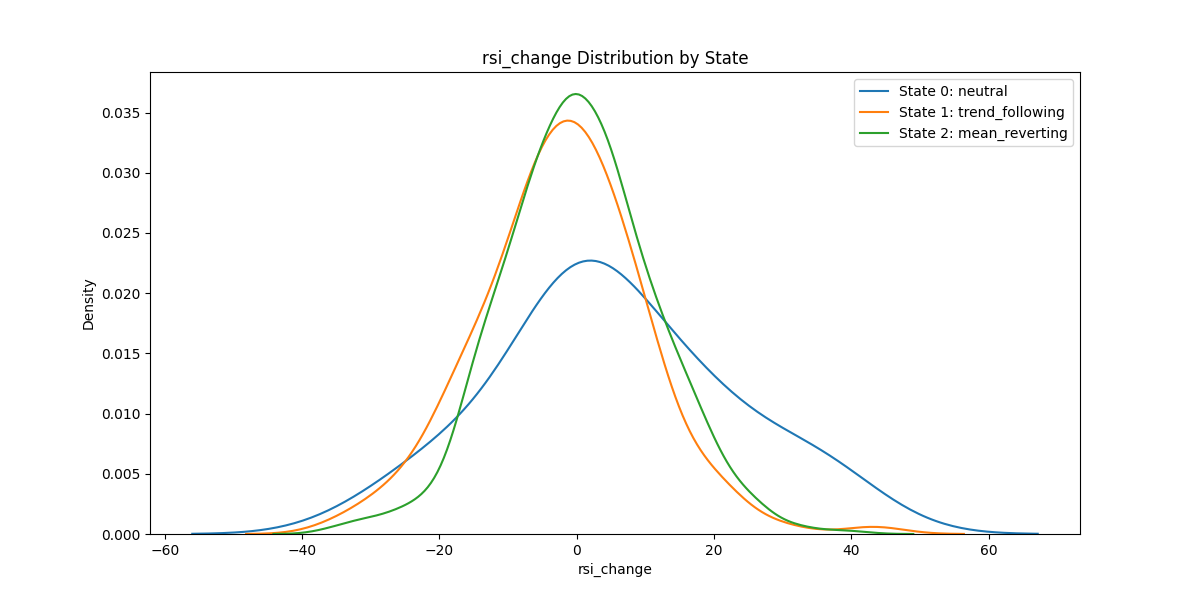 rsi_change Distribution by State
State 0: neutral
State 1: trend_following
State 2: mean_reverting
Density
0.035
0.030
0.025
0.020
0.015
0.010
0.005
0.000
−60 −40 −20 0 20 40 60
rsi_change